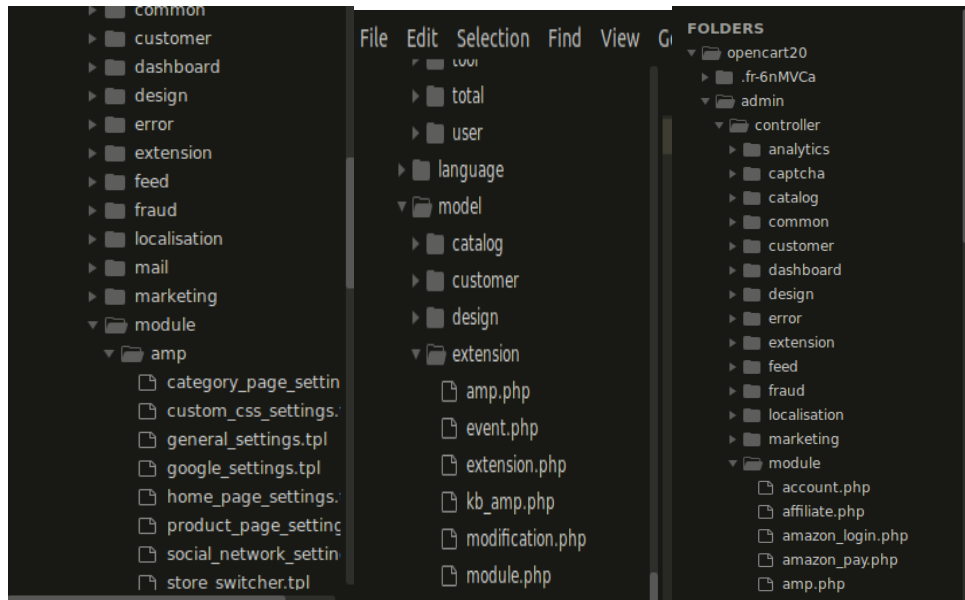 common
customer
dashboard
design
error
extension
feed
fraud
localisation
mail
marketing
module
amp
category_page_settin
custom_css_settings.
general_settings.tpl
google_settings.tpl
home_page_settings.
product_page_setting
social_network_settin
store_switcher.tpl
File Edit Selection Find View
tool
total
user
language
model
catalog
customer
design
extension
amp.php
event.php
extension.php
kb_amp.php
modification.php
module.php
FOLDERS
opencart20
.fr-6nMVCa
admin
controller
analytics
captcha
catalog
common
customer
dashboard
design
error
extension
feed
fraud
localisation
marketing
module
account.php
affiliate.php
amazon_login.php
amazon_pay.php
amp.php